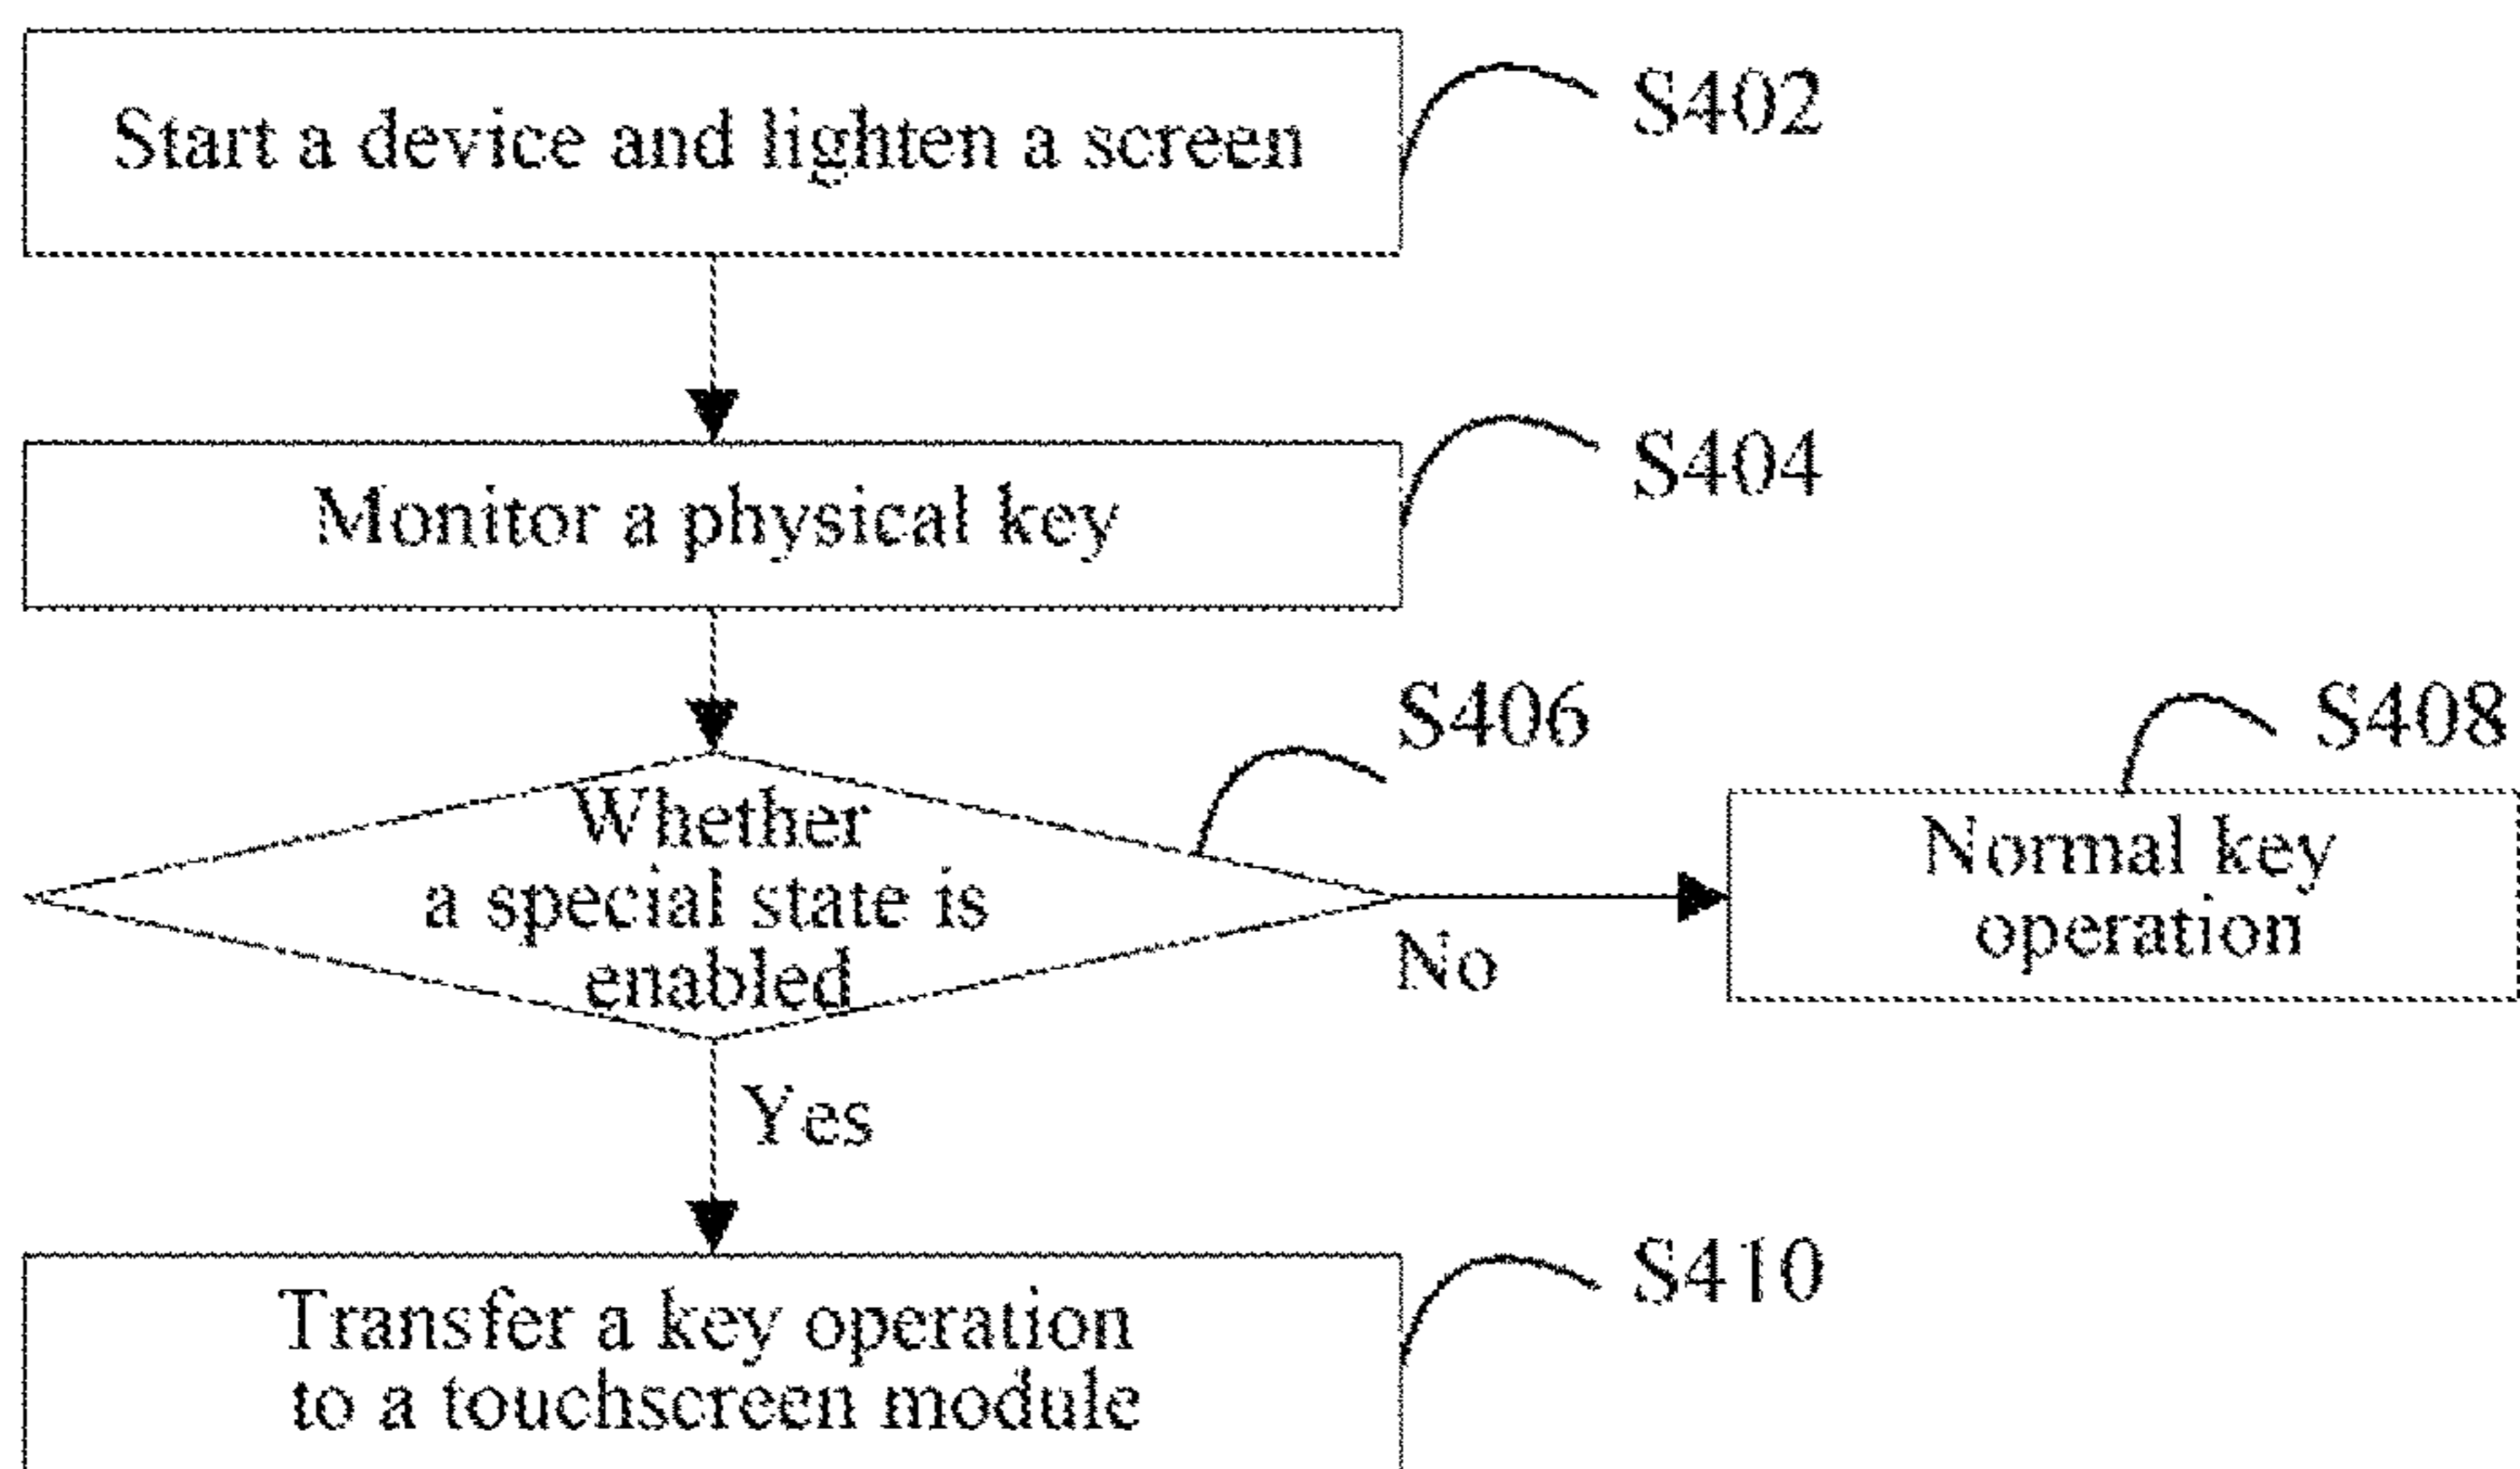 Start a device and lighten a screen
S402
Monitor a physical key
S404
Whether
a special state is
enabled
S406
No
Normal key
operation
S408
Yes
Transfer a key operation
to a touchscreen module
S410